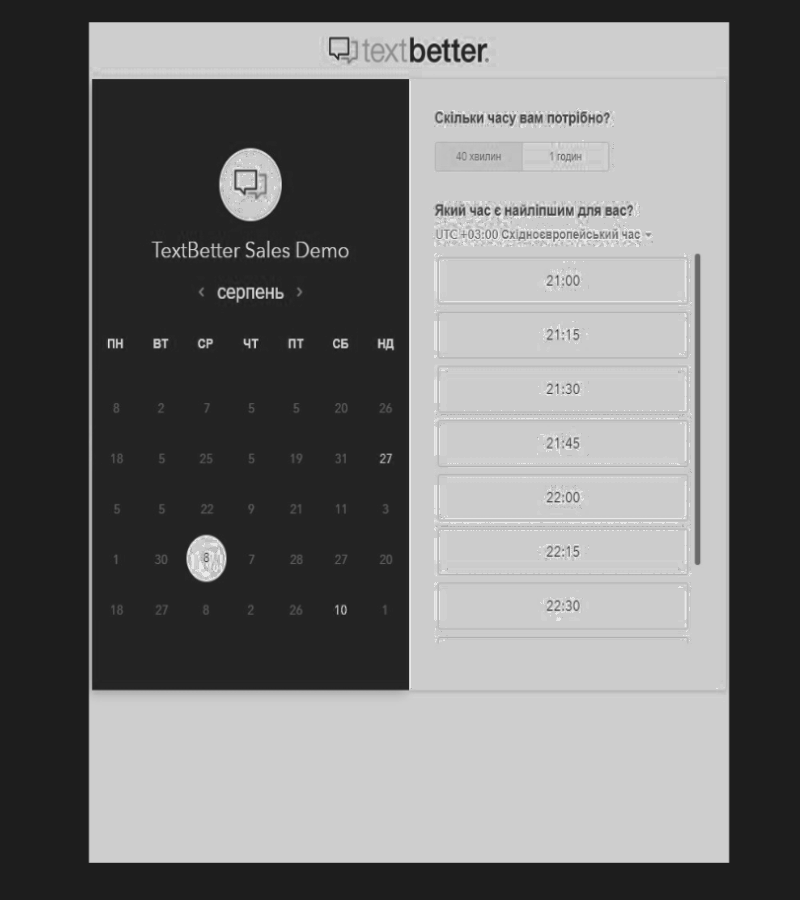 textbetter.
TextBetter Sales Demo
‹ серпень ›
ПН ВТ СР ЧТ ПТ СБ НД
8 2 7 5 5 20 26
18 5 25 5 19 31 27
5 5 22 9 21 11 3
1 30 8 7 28 27 20
18 27 8 2 26 10 1
Скільки часу вам потрібно?
40 хвилин 1 годин
Який час є найліпшим для вас?
UTC +03:00 Східноєвропейський час
21:00
21:15
21:30
21:45
22:00
22:15
22:30